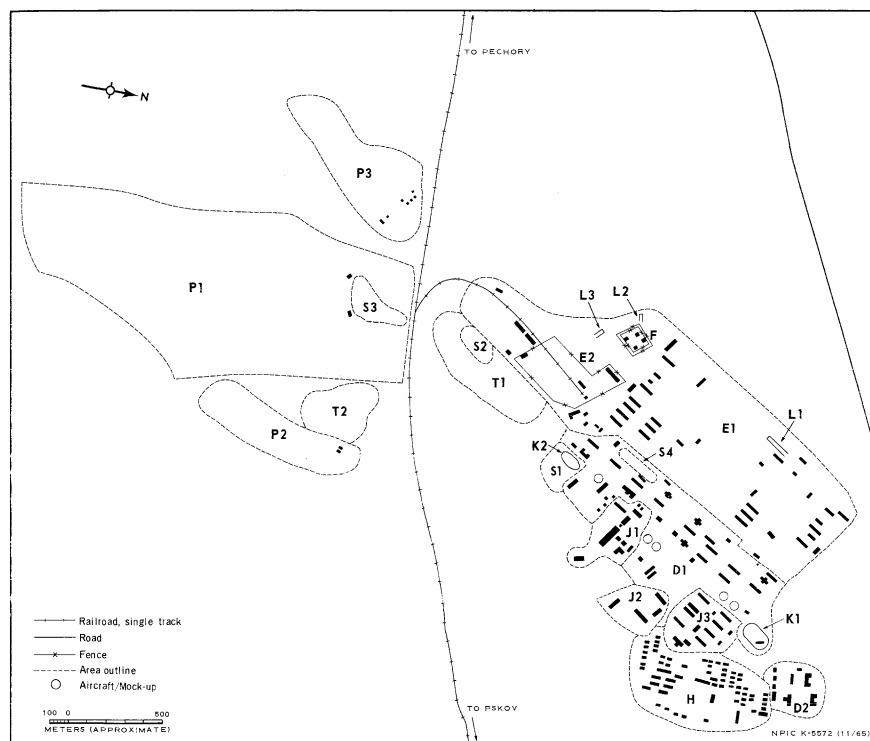 TO PECHORY
N
P3
P1
S3
L2
L3
F
S2
E2
T1
T2
E1
L1
P2
K2
S4
S1
J1
D1
J2
J3
K1
H
D2
Railroad, single track
Road
Fence
Area outline
Aircraft/Mock-up
100 0 500
METERS (APPROXIMATE)
TO PSKOV
NPIC K-5572 (11/65)